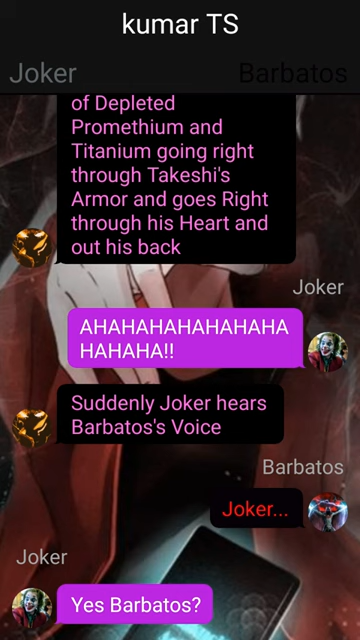 kumar TS
Joker
Barbatos
of Depleted
Promethium and
Titanium going right
through Takeshi's
Armor and goes Right
through his Heart and
out his back
Joker
AHAHAHAHAHAHAHA
HAHAHA!!
Suddenly Joker hears
Barbatos's Voice
Barbatos
Joker...
Joker
Yes Barbatos?